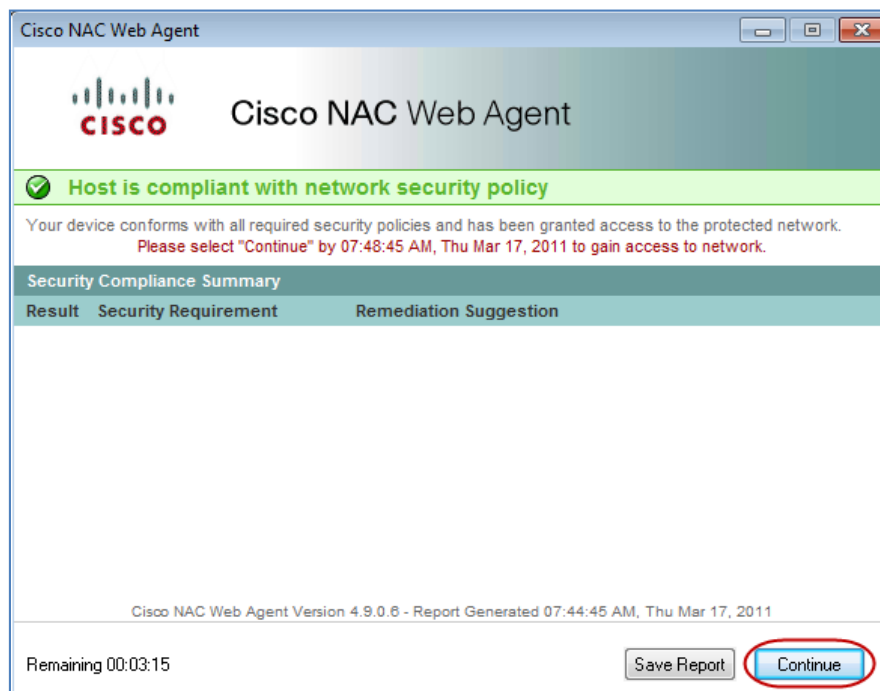 Cisco NAC Web Agent
CISCO
Cisco NAC Web Agent
Host is compliant with network security policy
Your device conforms with all required security policies and has been granted access to the protected network.
Please select "Continue" by 07:48:45 AM, Thu Mar 17, 2011 to gain access to network.
Security Compliance Summary
Result Security Requirement Remediation Suggestion
Cisco NAC Web Agent Version 4.9.0.6 - Report Generated 07:44:45 AM, Thu Mar 17, 2011
Remaining 00:03:15 Save Report Continue